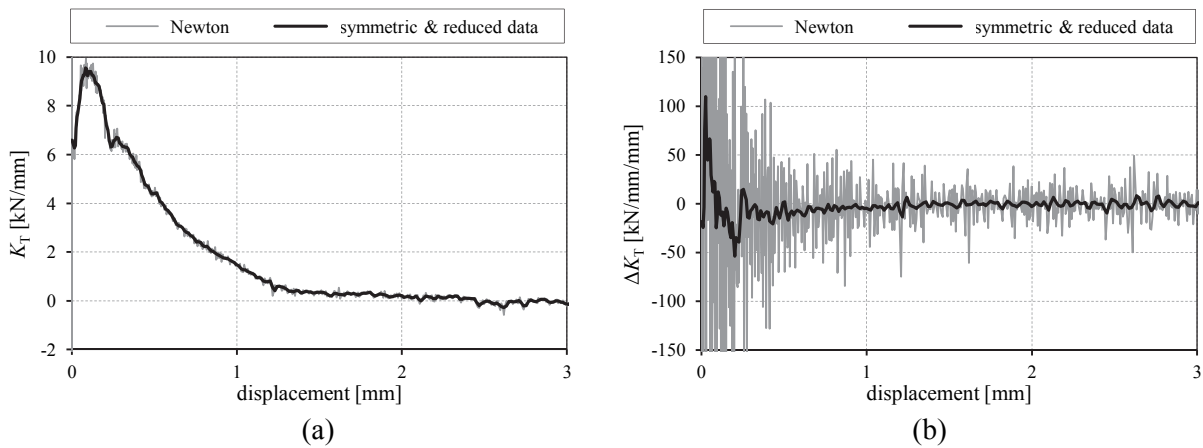 Newton symmetric & reduced data
10
8
6
4
2
0
-2
0 1 2 3
K_T [kN/mm]
displacement [mm]
(a)
Newton symmetric & reduced data
150
100
50
0
-50
-100
-150
0 1 2 3
ΔK_T [kN/mm/mm]
displacement [mm]
(b)